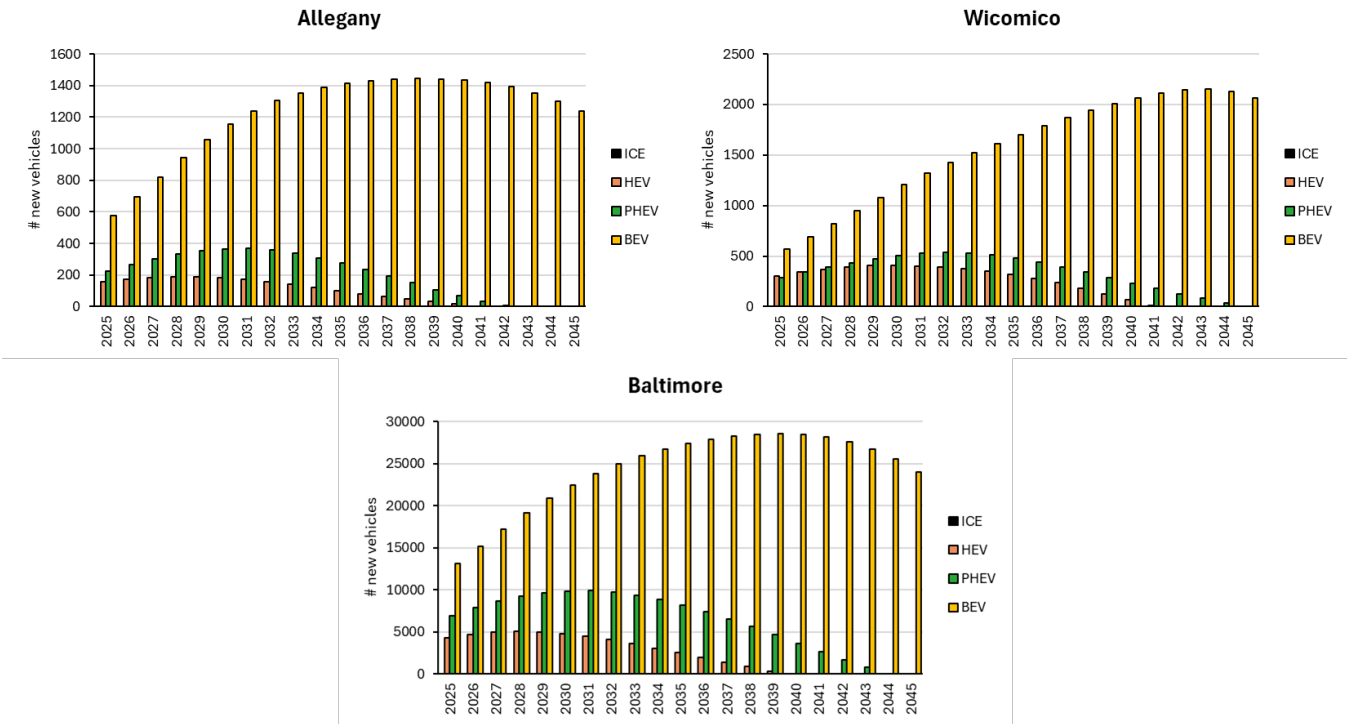 Allegany
# new vehicles
1600
1400
1200
1000
800
600
400
200
0
2025 2026 2027 2028 2029 2030 2031 2032 2033 2034 2035 2036 2037 2038 2039 2040 2041 2042 2043 2044 2045
ICE
HEV
PHEV
BEV
Wicomico
# new vehicles
2500
2000
1500
1000
500
0
2025 2026 2027 2028 2029 2030 2031 2032 2033 2034 2035 2036 2037 2038 2039 2040 2041 2042 2043 2044 2045
ICE
HEV
PHEV
BEV
Baltimore
# new vehicles
30000
25000
20000
15000
10000
5000
0
2025 2026 2027 2028 2029 2030 2031 2032 2033 2034 2035 2036 2037 2038 2039 2040 2041 2042 2043 2044 2045
ICE
HEV
PHEV
BEV